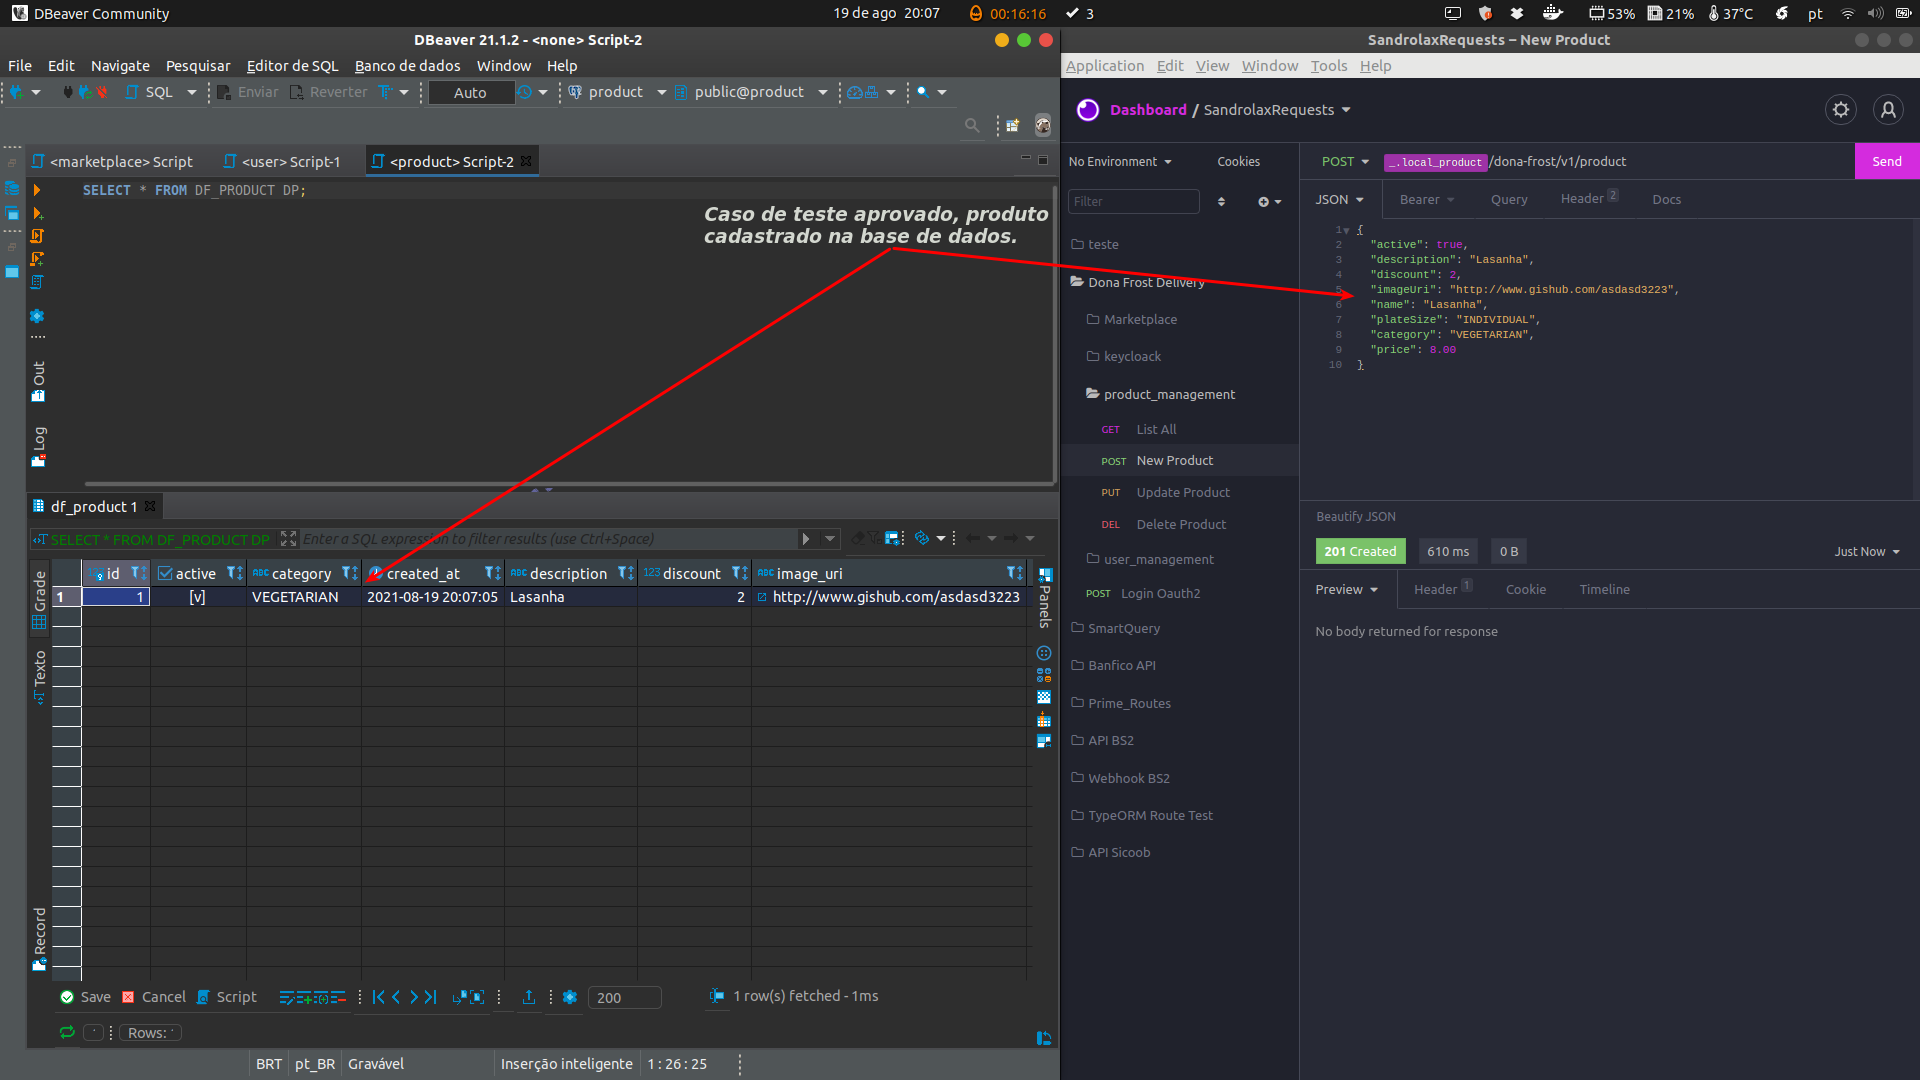 DBeaver Community
19 de ago 20:07
00:16:16
3
53%
21%
37°C
pt
DBeaver 21.1.2 - <none> Script-2
File Edit Navigate Pesquisar Editor de SQL Banco de dados Window Help
SQL Enviar Reverter Auto product public@product
<marketplace> Script
<user> Script-1
<product> Script-2
SELECT * FROM DF_PRODUCT DP;
Caso de teste aprovado, produto
cadastrado na base de dados.
Out
Log
df_product 1
SELECT * FROM DF_PRODUCT DP
Enter a SQL expression to filter results (use Ctrl+Space)
Grade
Texto
Record
Panels
id active category created_at description discount image_uri
1 1 [v] VEGETARIAN 2021-08-19 20:07:05 Lasanha 2 http://www.gishub.com/asdasd3223
Save Cancel Script 200 1 row(s) fetched - 1ms
Rows:
BRT pt_BR Gravável Inserção inteligente 1 : 26 : 25
SandrolaxRequests – New Product
Application Edit View Window Tools Help
Dashboard / SandrolaxRequests
No Environment Cookies
Filter
teste
Dona Frost Delivery
Marketplace
keycloack
product_management
GET List All
POST New Product
PUT Update Product
DEL Delete Product
user_management
POST Login Oauth2
SmartQuery
Banfico API
Prime_Routes
API BS2
Webhook BS2
TypeORM Route Test
API Sicoob
POST _.local_product/dona-frost/v1/product Send
JSON Bearer Query Header 2 Docs
1 {
2 "active": true,
3 "description": "Lasanha",
4 "discount": 2,
5 "imageUri": "http://www.gishub.com/asdasd3223",
6 "name": "Lasanha",
7 "plateSize": "INDIVIDUAL",
8 "category": "VEGETARIAN",
9 "price": 8.00
10 }
Beautify JSON
201 Created 610 ms 0 B Just Now
Preview Header 1 Cookie Timeline
No body returned for response